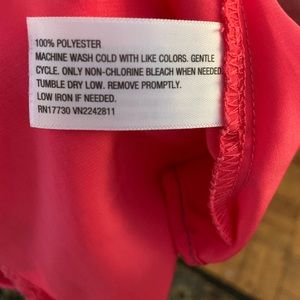 100% POLYESTER
MACHINE WASH COLD WITH LIKE COLORS. GENTLE
CYCLE. ONLY NON-CHLORINE BLEACH WHEN NEEDED.
TUMBLE DRY LOW. REMOVE PROMPTLY.
LOW IRON IF NEEDED.
RN17730 VN2242811